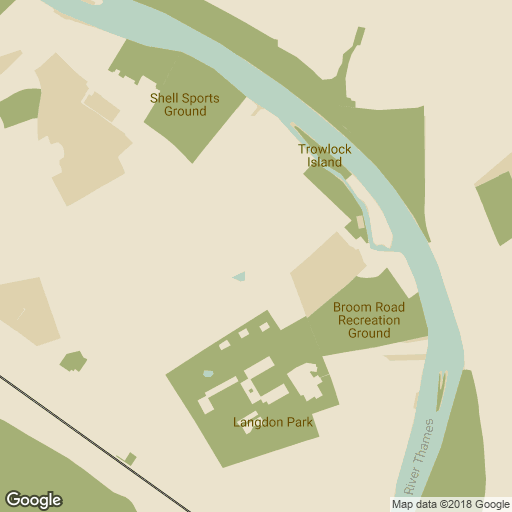 Shell Sports
Ground
Trowlock
Island
Broom Road
Recreation
Ground
Langdon Park
River Thames
Google
Map data ©2018 Google